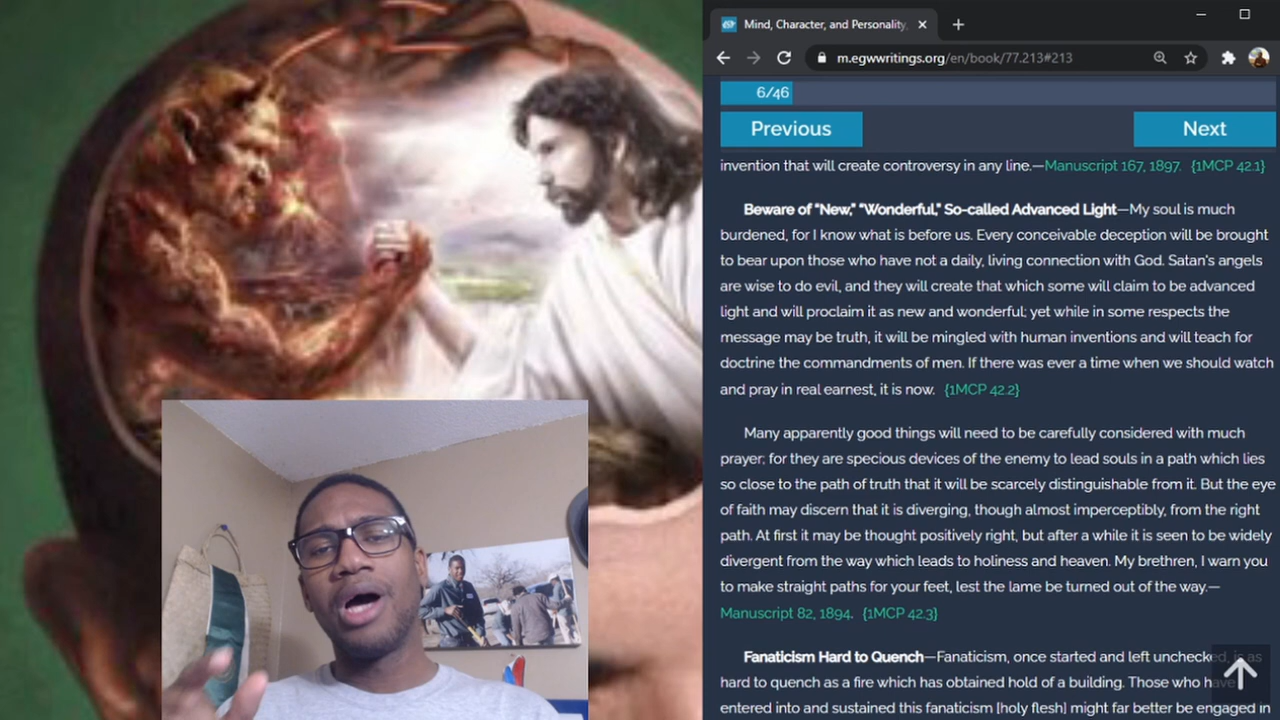 Mind, Character, and Personality,
m.egwwritings.org/en/book/77.213#213
6/46
Previous
Next
invention that will create controversy in any line.—Manuscript 167, 1897. {1MCP 42.1}
Beware of “New,” “Wonderful,” So-called Advanced Light—My soul is much
burdened, for I know what is before us. Every conceivable deception will be brought
to bear upon those who have not a daily, living connection with God. Satan's angels
are wise to do evil, and they will create that which some will claim to be advanced
light and will proclaim it as new and wonderful; yet while in some respects the
message may be truth, it will be mingled with human inventions and will teach for
doctrine the commandments of men. If there was ever a time when we should watch
and pray in real earnest, it is now. {1MCP 42.2}
Many apparently good things will need to be carefully considered with much
prayer; for they are specious devices of the enemy to lead souls in a path which lies
so close to the path of truth that it will be scarcely distinguishable from it. But the eye
of faith may discern that it is diverging, though almost imperceptibly, from the right
path. At first it may be thought positively right, but after a while it is seen to be widely
divergent from the way which leads to holiness and heaven. My brethren, I warn you
to make straight paths for your feet, lest the lame be turned out of the way.—
Manuscript 82, 1894. {1MCP 42.3}
Fanaticism Hard to Quench—Fanaticism, once started and left unchecked, is as
hard to quench as a fire which has obtained hold of a building. Those who have
entered into and sustained this fanaticism [holy flesh] might far better be engaged in